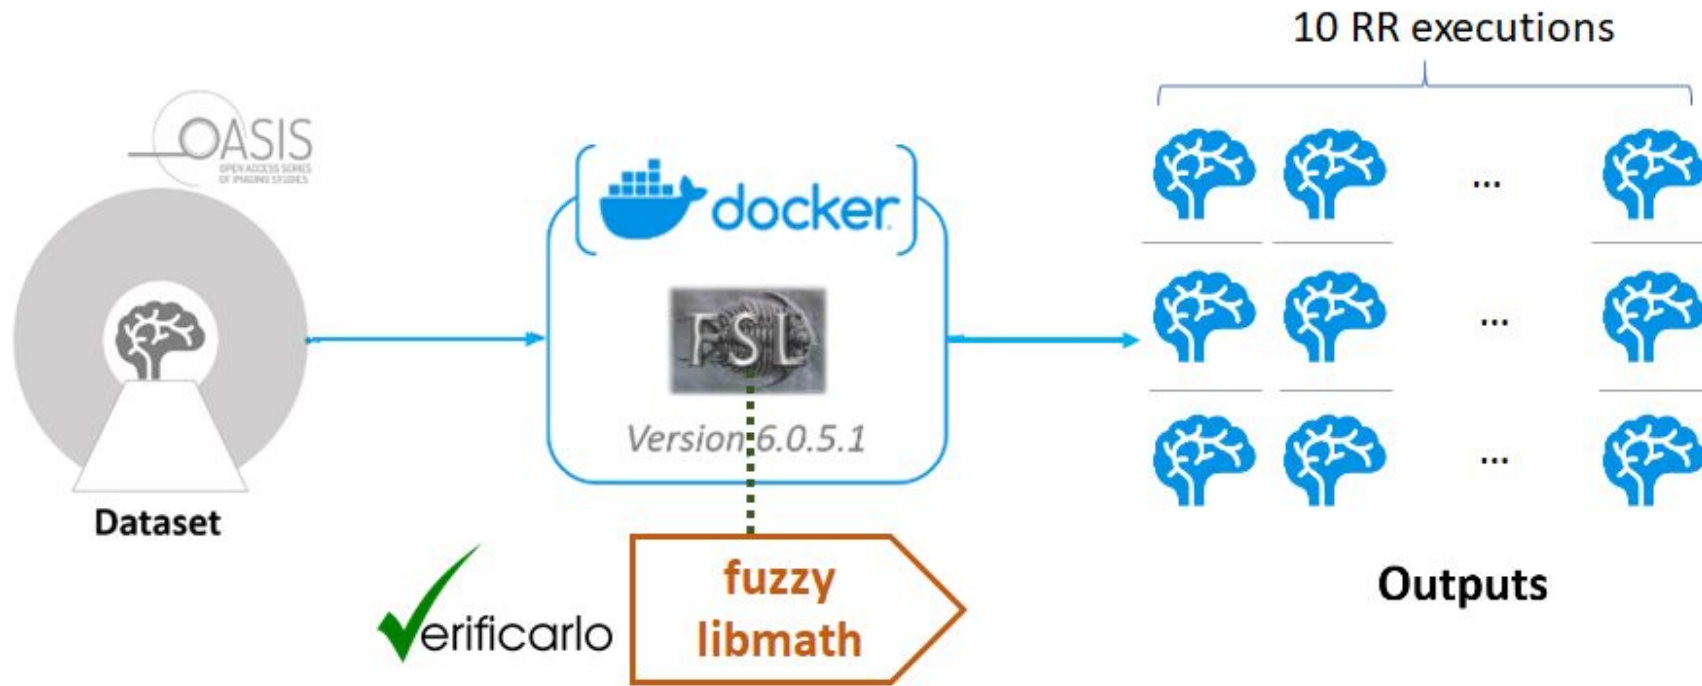 10 RR executions
OASIS
OPEN ACCESS SERIES
OF IMAGING STUDIES
docker
FSL
Version 6.0.5.1
...
...
...
Dataset
Verificarlo
fuzzy
libmath
Outputs